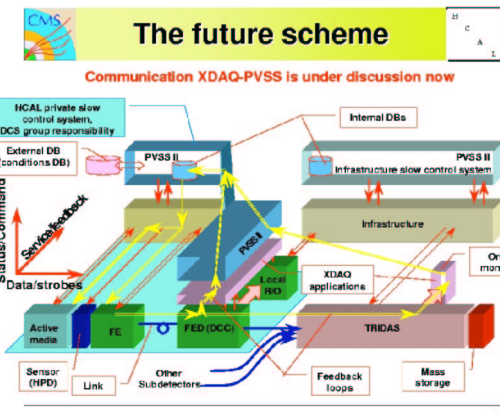 CMS
The future scheme
H
C
A
L
Communication XDAQ-PVSS is under discussion now
HCAL private slow
control system,
DCS group responsibility
Internal DBs
External DB
(conditions DB)
PVSS II
PVSS II
Infrastructure slow control system
Status/Command
Service/feedback
Data/strobes
Infrastructure
PVSS II
Local
R/O
XDAQ
applications
On
mon
Active
media
FE
FED (DCC)
TRIDAS
Sensor
(HPD)
Link
Other
Subdetectors
Feedback
loops
Mass
storage